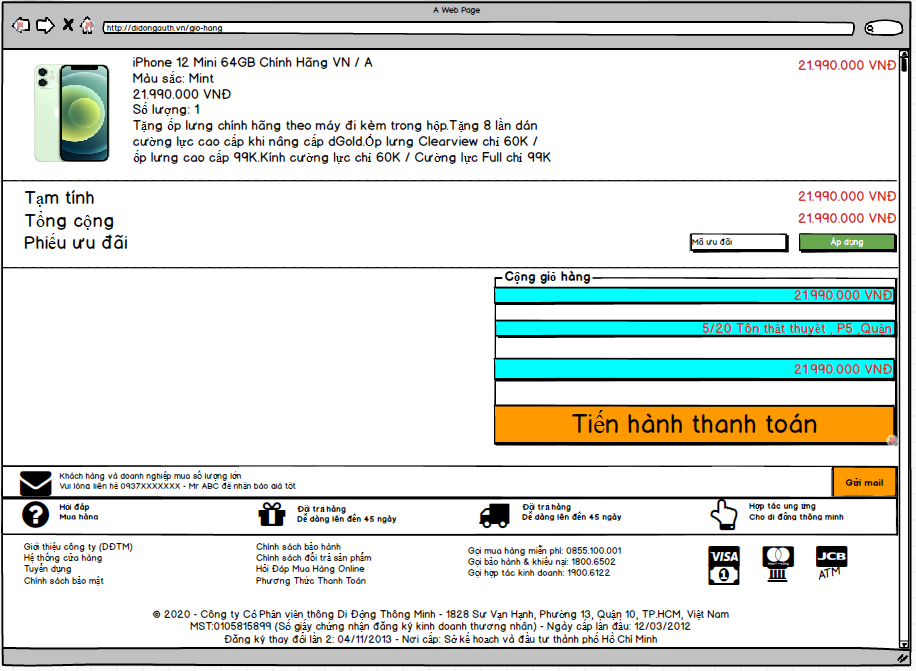 A Web Page
http://didongauth.vn/gio-hang
iPhone 12 Mini 64GB Chính Hãng VN / A
21.990.000 VNĐ
Màu sắc: Mint
21.990.000 VNĐ
Số lượng: 1
Tặng ốp lưng chính hãng theo máy đi kèm trong hộp.Tặng 8 lần dán
cường lực cao cấp khi nâng cấp dGold.Ốp lưng Clearview chỉ 60K /
ốp lưng cao cấp 99K.Kính cường lực chỉ 60K / Cường lực Full chỉ 99K
Tạm tính 21.990.000 VNĐ
Tổng cộng 21.990.000 VNĐ
Phiếu ưu đãi Mã ưu đãi Áp dụng
Cộng giỏ hàng
21.990.000 VNĐ
5/20 Tôn thất thuyết , P5 ,Quận
21.990.000 VNĐ
Tiến hành thanh toán
Khách hàng và doanh nghiệp mua số lượng lớn
Vui lòng liên hê 0937XXXXXX - Mr ABC để nhận báo giá tốt
Gửi mail
Hỏi đáp
Mua hàng
Đổi trả hàng
Dễ dàng lên đến 45 ngày
Đổi trả hàng
Dễ dàng lên đến 45 ngày
Hợp tác ung ứng
Cho di động thông minh
Giới thiệu công ty (DĐTM)
Hệ thống cửa hàng
Tuyển dụng
Chính sách bảo mật
Chính sách bảo hành
Chính sách đổi trả sản phẩm
Hỏi Đáp Mua Hàng Online
Phương Thức Thanh Toán
Gọi mua hàng miễn phí: 0855.100.001
Gọi bảo hành & khiếu nại: 1800.6502
Gọi hợp tác kinh doanh: 1900.6122
VISA
JCB
1
ATM
© 2020 - Công ty Cổ Phần viễn thông Di Động Thông Minh - 1828 Sư Vạn Hạnh, Phường 13, Quận 10, TP.HCM, Việt Nam
MST:0105815899 (Số giấy chứng nhận đăng ký kinh doanh thương nhân) - Ngày cấp lần đầu: 12/03/2012
Đăng ký thay đổi lần 2: 04/11/2013 - Nơi cấp: Sở kế hoạch và đầu tư thành phố Hồ Chí Minh